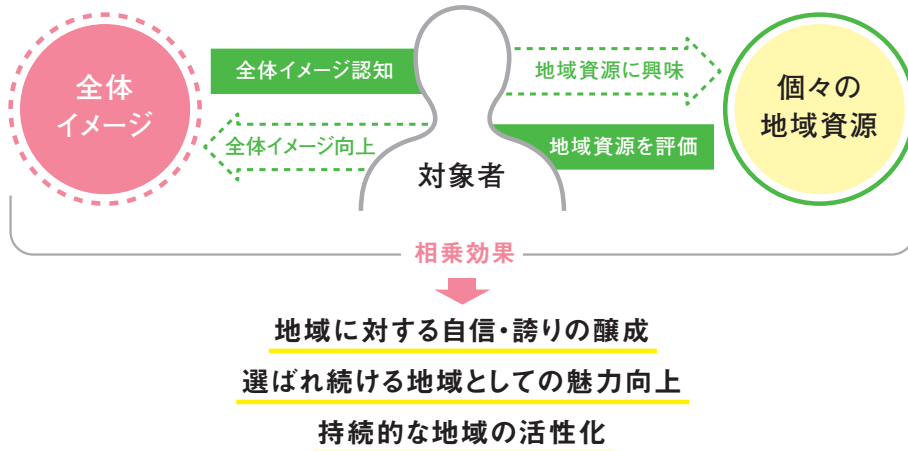 全体
イメージ
全体イメージ認知
全体イメージ向上
対象者
地域資源に興味
地域資源を評価
個々の
地域資源
相乗効果
地域に対する自信・誇りの醸成
選ばれ続ける地域としての魅力向上
持続的な地域の活性化